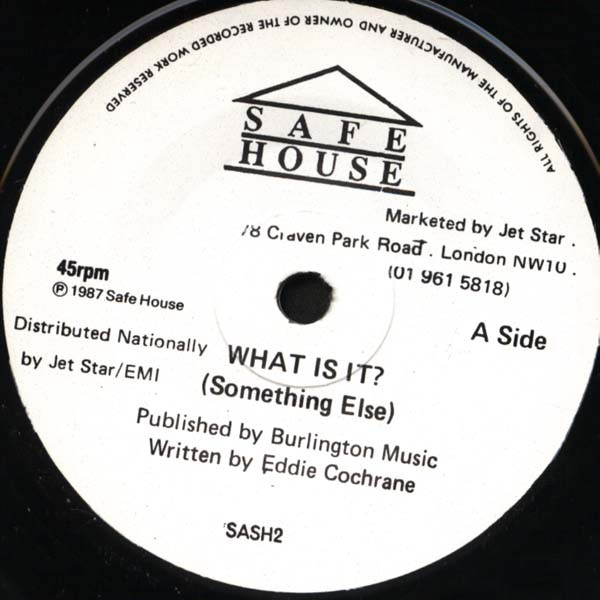 ALL RIGHTS OF THE MANUFACTURER AND OWNER OF THE RECORDED WORK RESERVED
SAFE
HOUSE
Marketed by Jet Star .
78 Craven Park Road . London NW10 .
(01 961 5818)
45rpm
℗ 1987 Safe House
A Side
Distributed Nationally
by Jet Star/EMI
WHAT IS IT?
(Something Else)
Published by Burlington Music
Written by Eddie Cochrane
SASH2